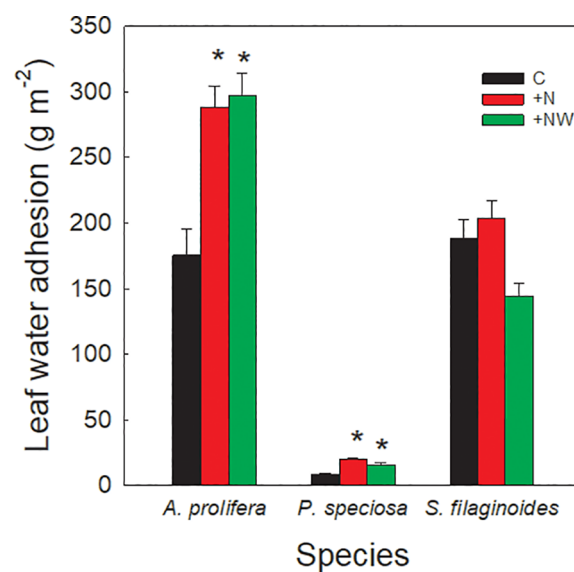 Leaf water adhesion (g m⁻²)
350
300
250
200
150
100
50
0
* *
* *
C
+N
+NW
A. prolifera P. speciosa S. filaginoides
Species